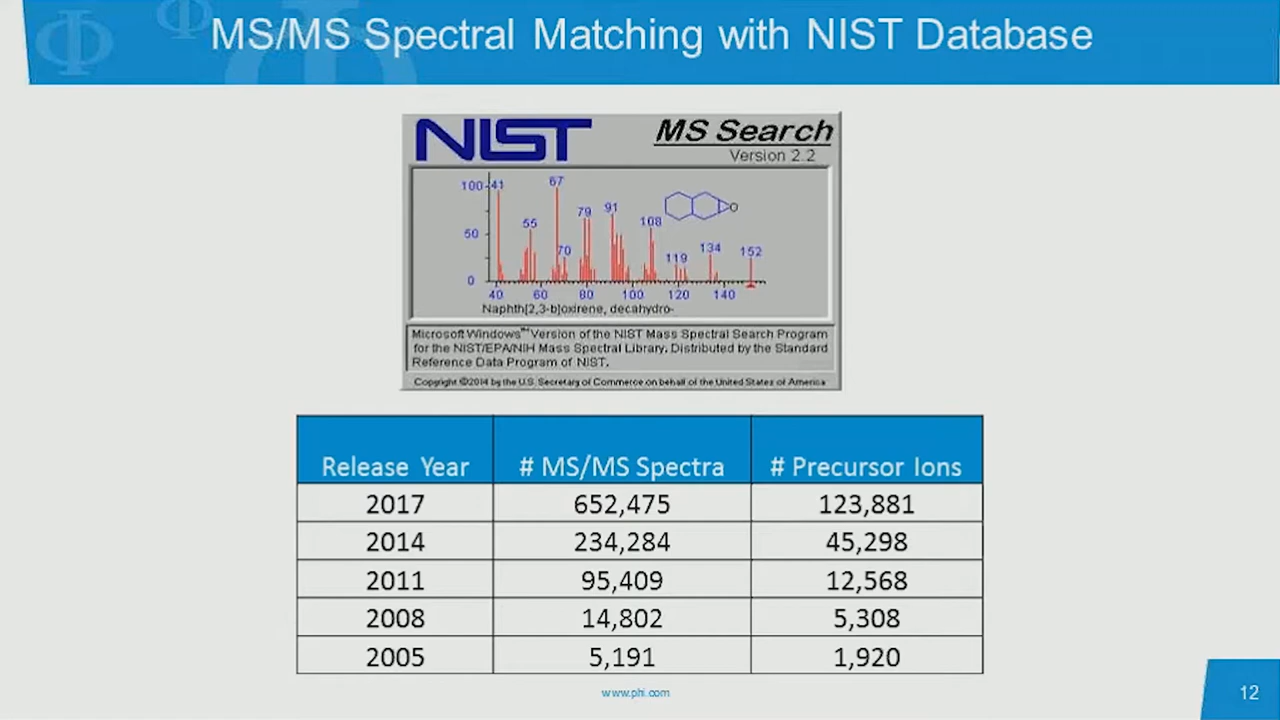 MS/MS Spectral Matching with NIST Database
NIST
MS Search
Version 2.2
100
41
67
55
70
79
91
108
119
134
152
50
0
O
40 60 80 100 120 140
Naphth[2,3-b]oxirene, decahydro-
Microsoft Windows™ Version of the NIST Mass Spectral Search Program
for the NIST/EPA/NIH Mass Spectral Library. Distributed by the Standard
Reference Data Program of NIST.
Copyright ©2014 by the U.S. Secretary of Commerce on behalf of the United States of America
Release Year # MS/MS Spectra # Precursor Ions
2017 652,475 123,881
2014 234,284 45,298
2011 95,409 12,568
2008 14,802 5,308
2005 5,191 1,920
www.phi.com
12